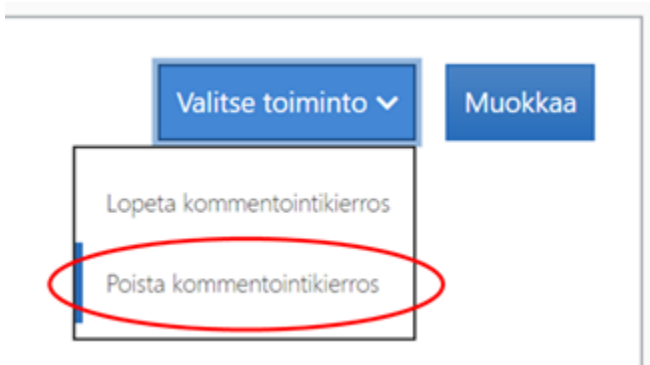 Valitse toiminto
Muokkaa
Lopeta kommentointikierros
Poista kommentointikierros